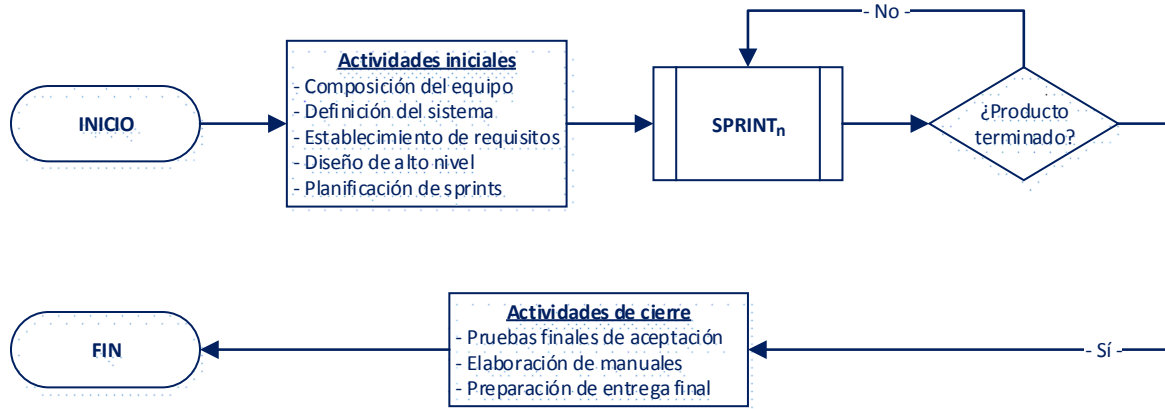 - No -
Actividades iniciales
- Composición del equipo
- Definición del sistema
- Establecimiento de requisitos
- Diseño de alto nivel
- Planificación de sprints
INICIO
SPRINTn
¿Producto
terminado?
Actividades de cierre
- Pruebas finales de aceptación
- Elaboración de manuales
- Preparación de entrega final
FIN
- Sí -